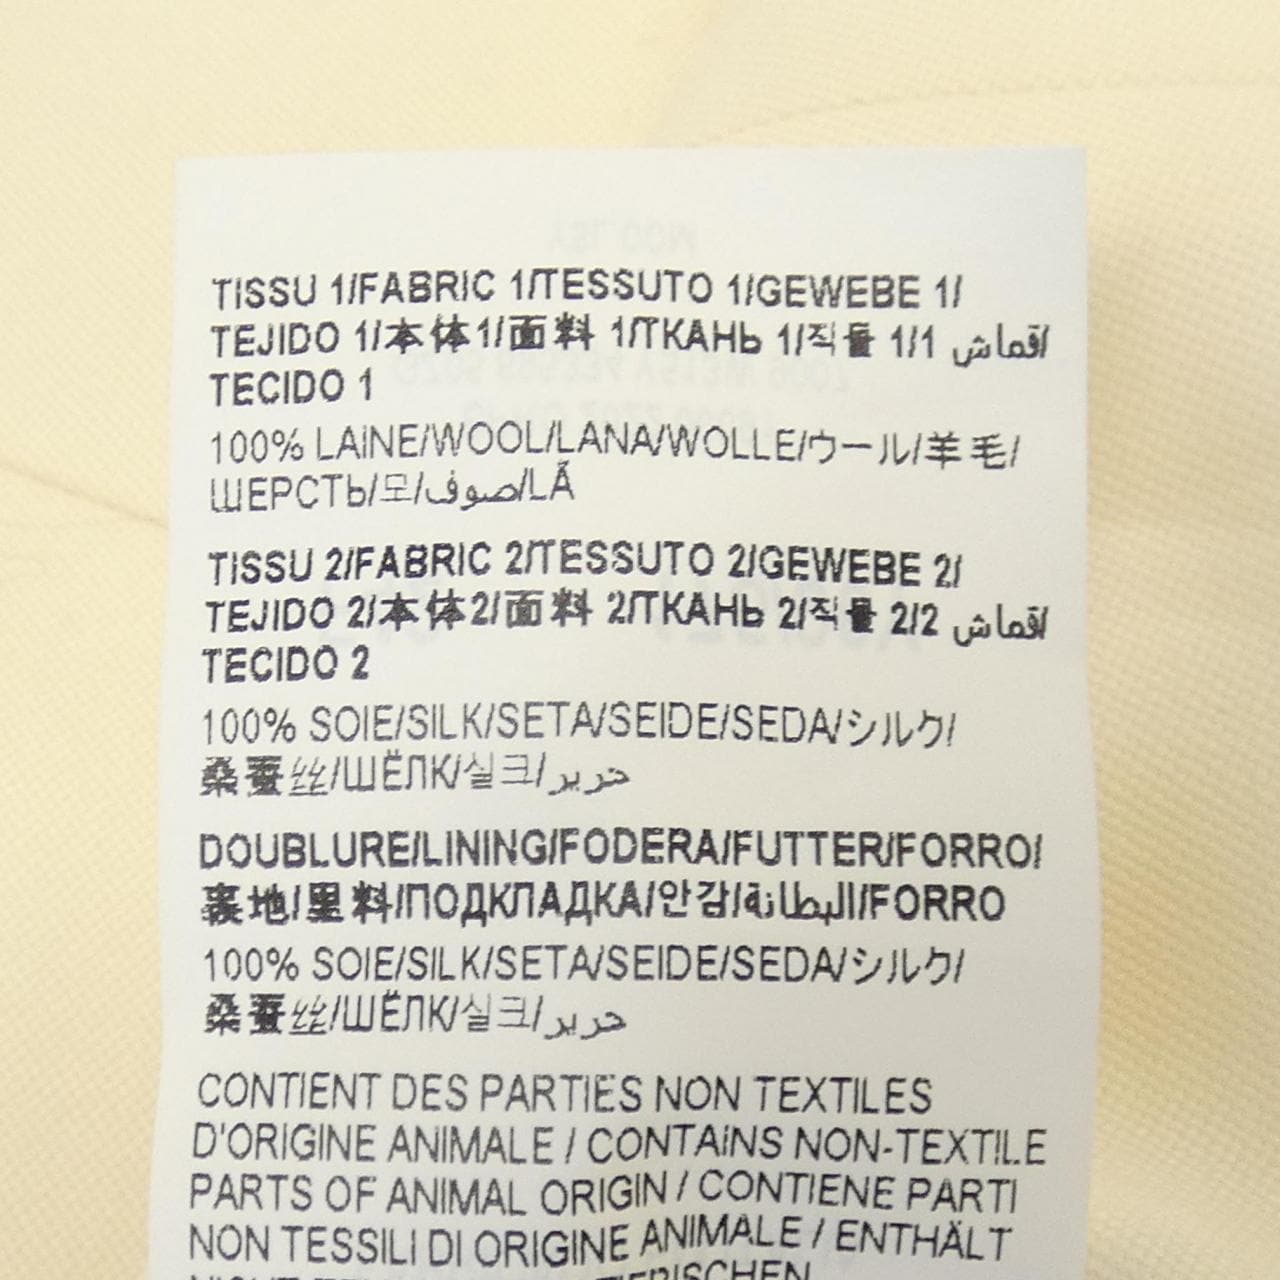 TISSU 1/FABRIC 1/TESSUTO 1/GEWEBE 1/
TEJIDO 1/本体1/面料 1/ТКАНЬ 1/직물 1/1 قماش/
TECIDO 1
100% LAINE/WOOL/LANA/WOLLE/ウール/羊毛/
ШЕРСТЬ/모/صوف/LÃ
TISSU 2/FABRIC 2/TESSUTO 2/GEWEBE 2/
TEJIDO 2/本体2/面料 2/ТКАНЬ 2/직물 2/2 قماش/
TECIDO 2
100% SOIE/SILK/SETA/SEIDE/SEDA/シルク/
桑蚕丝/ШЁЛК/실크/حرير
DOUBLURE/LINING/FODERA/FUTTER/FORRO/
裏地/里料/ПОДКЛАДКА/안감/البطانة/FORRO
100% SOIE/SILK/SETA/SEIDE/SEDA/シルク/
桑蚕丝/ШЁЛК/실크/حرير
CONTIENT DES PARTIES NON TEXTILES
D'ORIGINE ANIMALE / CONTAINS NON-TEXTILE
PARTS OF ANIMAL ORIGIN / CONTIENE PARTI
NON TESSILI DI ORIGINE ANIMALE / ENTHÄLT